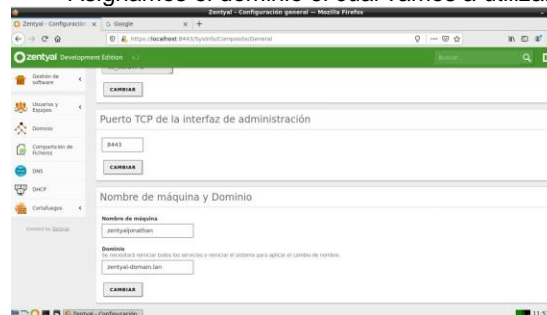 Asignamos el dominio el cual vamos a utilizar
Zentyal - Configuración general — Mozilla Firefox
Zentyal - Configuración
Google
https://localhost:8443/SysInfo/Composite/General
zentyal Development Edition
Buscar...
Gestión de software
CAMBIAR
Usuarios y Equipos
Puerto TCP de la interfaz de administración
Dominio
8443
Compartición de Ficheros
CAMBIAR
DNS
DHCP
Nombre de máquina y Dominio
Cortafuegos
Nombre de máquina
Created by Zentyal
zentyaljonathan
Dominio
Se necesitará reiniciar todos los servicios o reiniciar el sistema para aplicar el cambio de nombre.
zentyal-domain.lan
CAMBIAR
Zentyal - Configuración